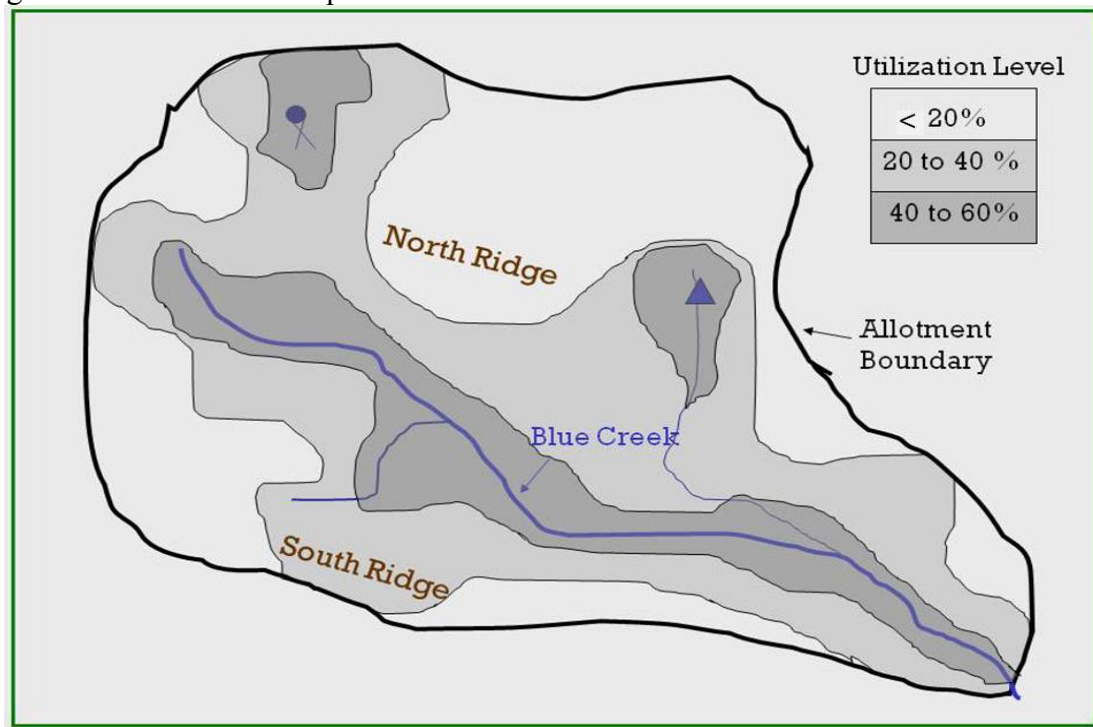 Utilization Level
< 20%
20 to 40 %
40 to 60%
North Ridge
Allotment
Boundary
Blue Creek
South Ridge